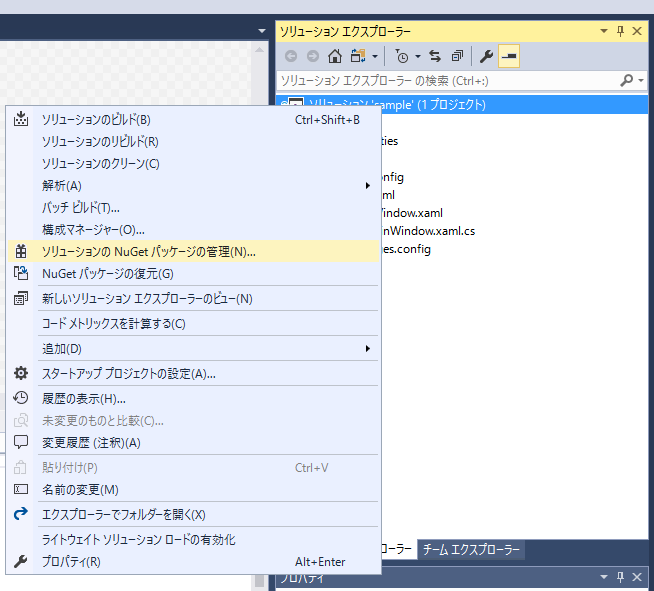 ソリューション エクスプローラー
ソリューション エクスプローラー の検索 (Ctrl+:)
ソリューション 'sample' (1 プロジェクト)
ソリューションのビルド(B) Ctrl+Shift+B
ソリューションのリビルド(R)
ソリューションのクリーン(C)
解析(A)
バッチ ビルド(T)...
構成マネージャー(O)...
ソリューションの NuGet パッケージの管理(N)...
NuGet パッケージの復元(G)
新しいソリューション エクスプローラーのビュー(N)
コード メトリックスを計算する(C)
追加(D)
スタートアップ プロジェクトの設定(A)...
履歴の表示(H)...
未変更のものと比較(C)...
変更履歴 (注釈)(A)
貼り付け(P) Ctrl+V
名前の変更(M)
エクスプローラーでフォルダーを開く(X)
ライトウェイト ソリューション ロードの有効化
プロパティ(R) Alt+Enter
ties
onfig
ml
Window.xaml
nWindow.xaml.cs
es.config
ローラー チーム エクスプローラー
プロパティ